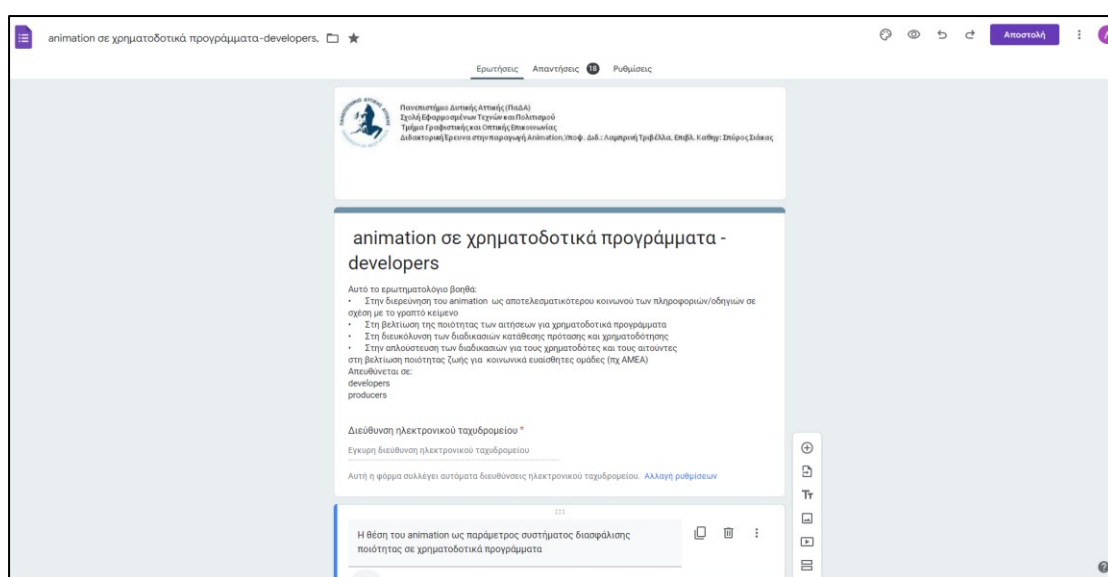 animation σε χρηματοδοτικά προγράμματα-developers,
Αποστολή
Ερωτήσεις Απαντήσεις 18 Ρυθμίσεις
Πανεπιστήμιο Δυτικής Αττικής (ΠαΔΑ)
Σχολή Εφαρμοσμένων Τεχνών και Πολιτισμού
Τμήμα Γραφιστικής και Οπτικής Επικοινωνίας
Διδακτορική Έρευνα στην παραγωγή Animation, Υποψ. Διδ.: Λαμπρινή Τριβέλλα, Επιβλ. Καθηγ: Σπύρος Σιάκας
animation σε χρηματοδοτικά προγράμματα -
developers
Αυτό το ερωτηματολόγιο βοηθά:
• Στην διερεύνηση του animation ως αποτελεσματικότερου κοινωνού των πληροφοριών/οδηγιών σε
σχέση με το γραπτό κείμενο
• Στη βελτίωση της ποιότητας των αιτήσεων για χρηματοδοτικά προγράμματα
• Στη διευκόλυνση των διαδικασιών κατάθεσης πρότασης και χρηματοδότησης
• Στην απλούστευση των διαδικασιών για τους χρηματοδότες και τους αιτούντες
στη βελτίωση ποιότητας ζωής για κοινωνικά ευαίσθητες ομάδες (πχ ΑΜΕΑ)
Απευθύνεται σε:
developers
producers
Διεύθυνση ηλεκτρονικού ταχυδρομείου *
Έγκυρη διεύθυνση ηλεκτρονικού ταχυδρομείου
Αυτή η φόρμα συλλέγει αυτόματα διευθύνσεις ηλεκτρονικού ταχυδρομείου. Αλλαγή ρυθμίσεων
Η θέση του animation ως παράμετρος συστήματος διασφάλισης
ποιότητας σε χρηματοδοτικά προγράμματα